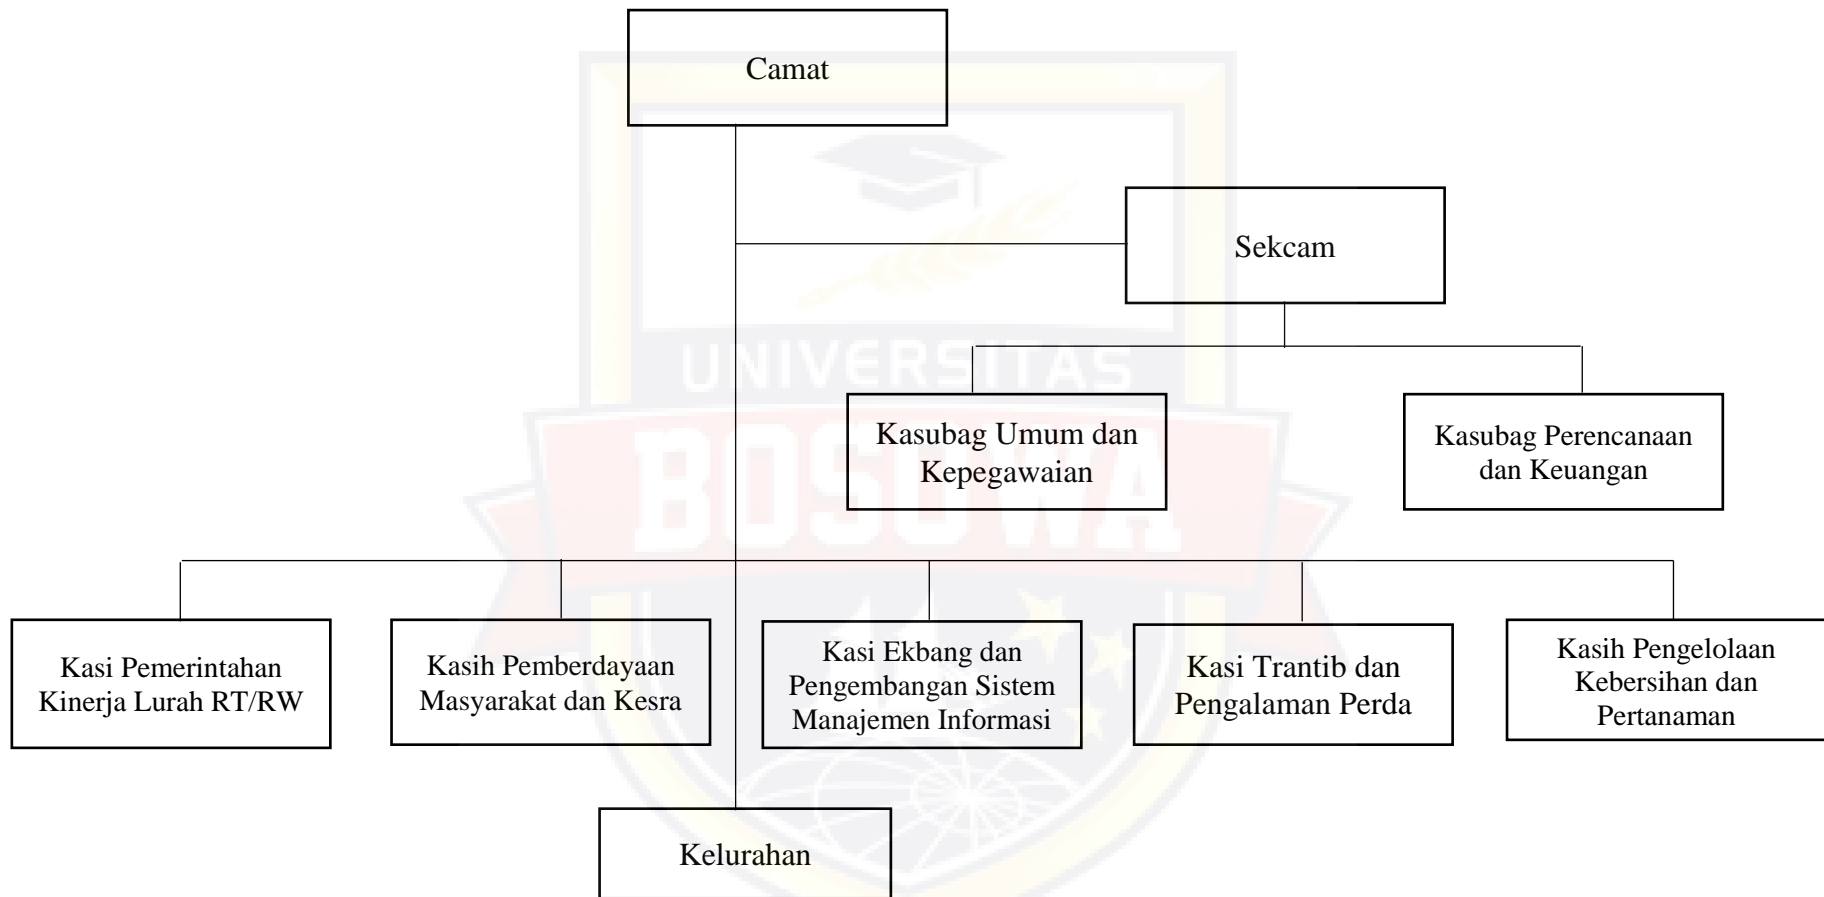 Camat
Sekcam
UNIVERSITAS
BOSOWA
Kasubag Umum dan
Kepegawaian
Kasubag Perencanaan
dan Keuangan
Kasi Pemerintahan
Kinerja Lurah RT/RW
Kasih Pemberdayaan
Masyarakat dan Kesra
Kasi Ekbang dan
Pengembangan Sistem
Manajemen Informasi
Kasi Trantib dan
Pengalaman Perda
Kasih Pengelolaan
Kebersihan dan
Pertanaman
Kelurahan